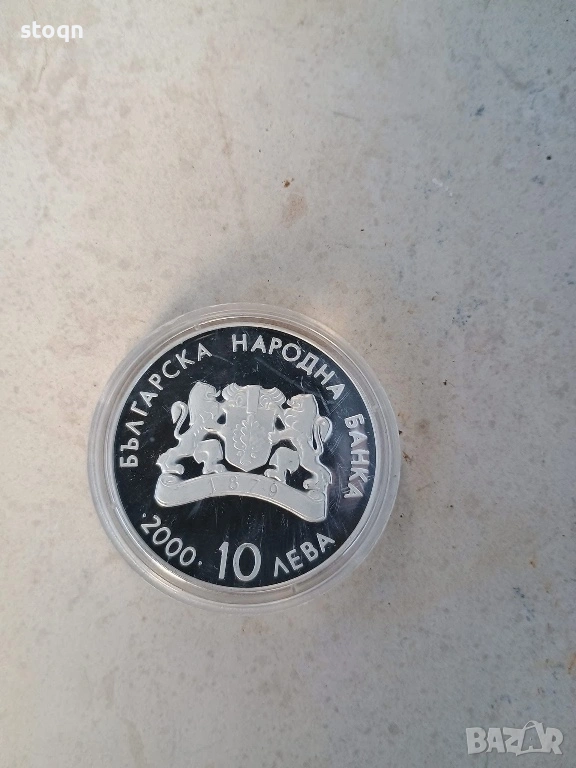 stoqn
БЪЛГАРСКА НАРОДНА БАНКА
1879
·2000· 10 ЛЕВА
BAZAR